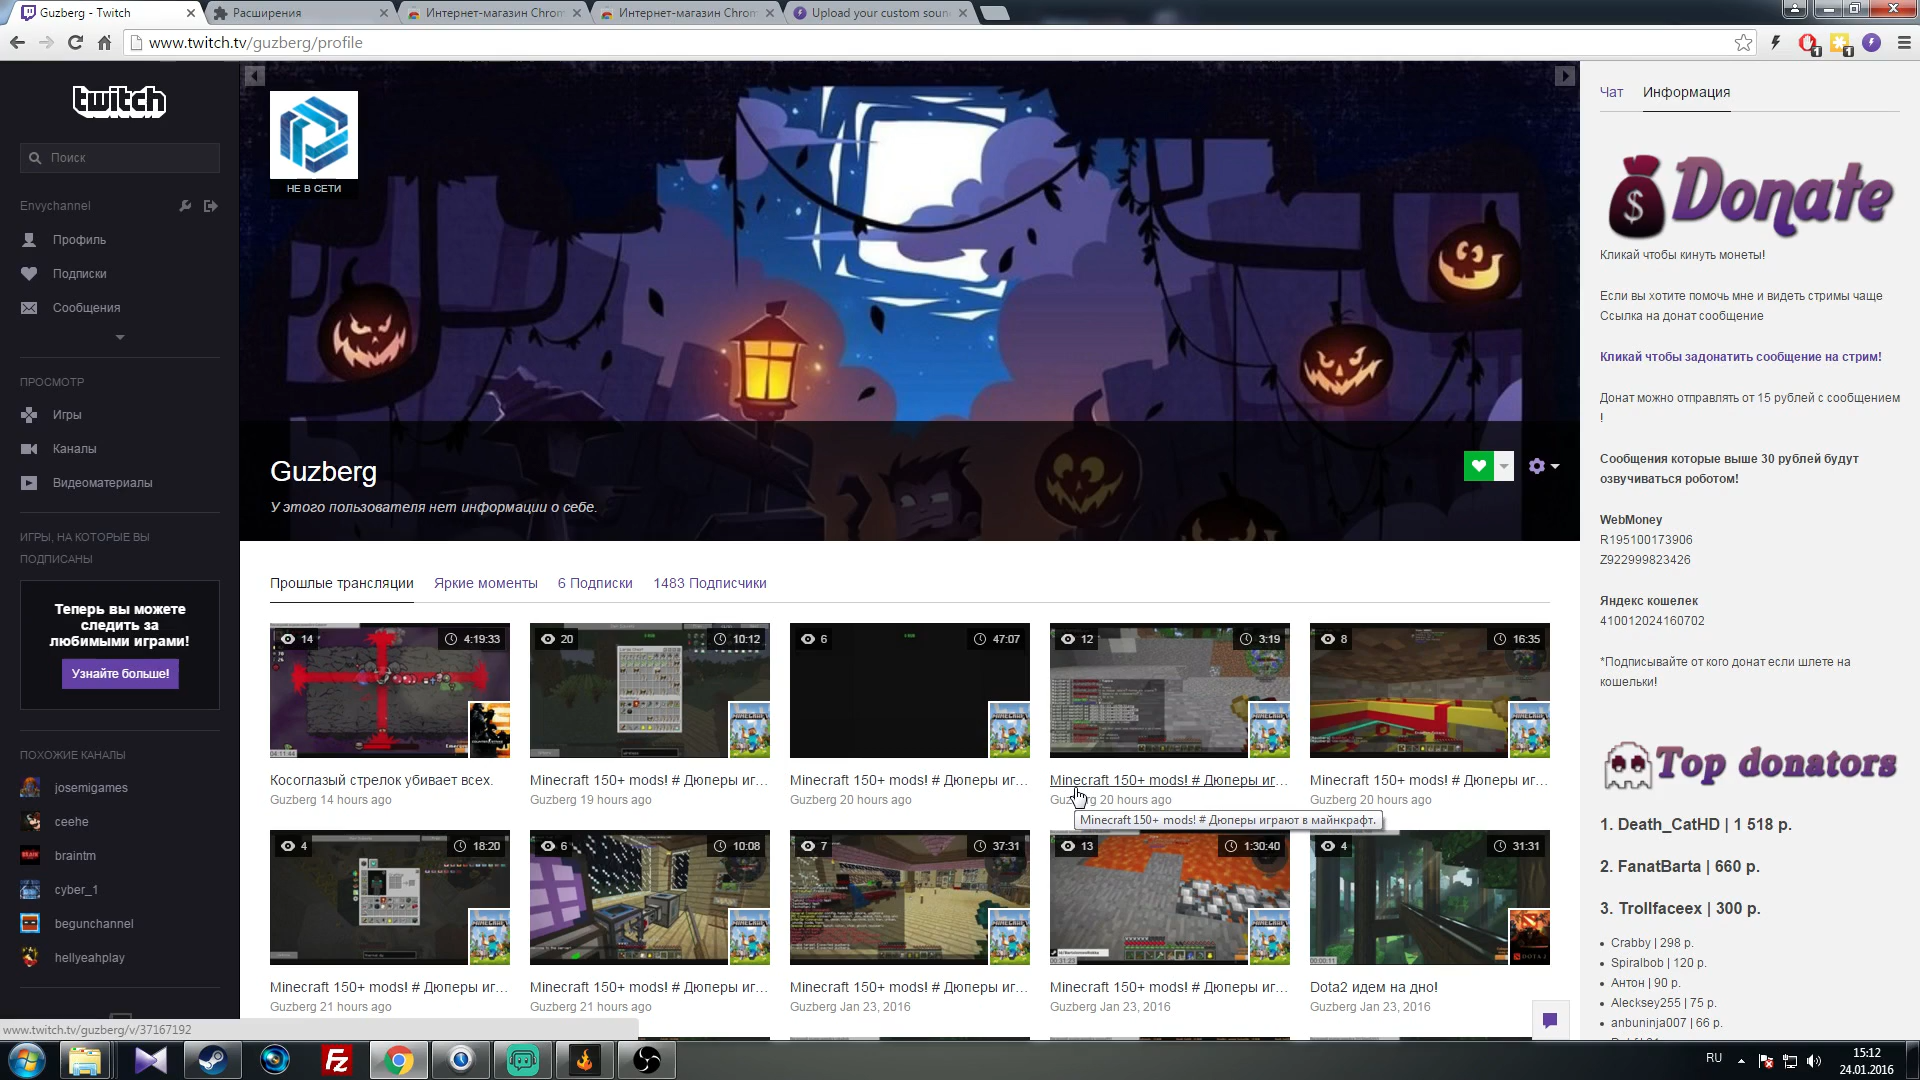 Guzberg - Twitch
Расширения
Интернет-магазин Chrom
Интернет-магазин Chrom
Upload your custom soun
www.twitch.tv/guzberg/profile
1
1
twitch
Поиск
Envychannel
Профиль
Подписки
Сообщения
ПРОСМОТР
Игры
Каналы
Видеоматериалы
ИГРЫ, НА КОТОРЫЕ ВЫ
ПОДПИСАНЫ
Теперь вы можете
следить за
любимыми играми!
Узнайте больше!
ПОХОЖИЕ КАНАЛЫ
josemigames
ceehe
braintm
cyber_1
begunchannel
hellyeahplay
НЕ В СЕТИ
Guzberg
У этого пользователя нет информации о себе.
Прошлые трансляции
Яркие моменты
6 Подписки
1483 Подписчики
14
4:19:33
20
10:12
6
47:07
12
3:19
8
16:35
Косоглазый стрелок убивает всех.
Minecraft 150+ mods! # Дюперы иг...
Minecraft 150+ mods! # Дюперы иг...
Minecraft 150+ mods! # Дюперы иг...
Minecraft 150+ mods! # Дюперы иг...
Guzberg 14 hours ago
Guzberg 19 hours ago
Guzberg 20 hours ago
20 hours ago
Guzberg 20 hours ago
Minecraft 150+ mods! # Дюперы играют в майнкрафт.
4
18:20
6
10:08
7
37:31
13
1:30:40
4
31:31
Minecraft 150+ mods! # Дюперы иг...
Minecraft 150+ mods! # Дюперы иг...
Minecraft 150+ mods! # Дюперы иг...
Minecraft 150+ mods! # Дюперы иг...
Dota2 идем на дно!
Guzberg 21 hours ago
Guzberg 21 hours ago
Guzberg Jan 23, 2016
Guzberg Jan 23, 2016
Guzberg Jan 23, 2016
Чат
Информация
Donate
Кликай чтобы кинуть монеты!
Если вы хотите помочь мне и видеть стримы чаще
Ссылка на донат сообщение
Кликай чтобы задонатить сообщение на стрим!
Донат можно отправлять от 15 рублей с сообщением
!
Сообщения которые выше 30 рублей будут
озвучиваться роботом!
WebMoney
R195100173906
Z922999823426
Яндекс кошелек
410012024160702
*Подписывайте от кого донат если шлете на
кошельки!
Top donators
1. Death_CatHD | 1 518 р.
2. FanatBarta | 660 р.
3. Trollfaceex | 300 р.
Crabby | 298 р.
Spiralbob | 120 р.
Антон | 90 р.
Alecksey255 | 75 р.
anbuninja007 | 66 р.
www.twitch.tv/guzberg/v/37167192
RU
15:12
24.01.2016